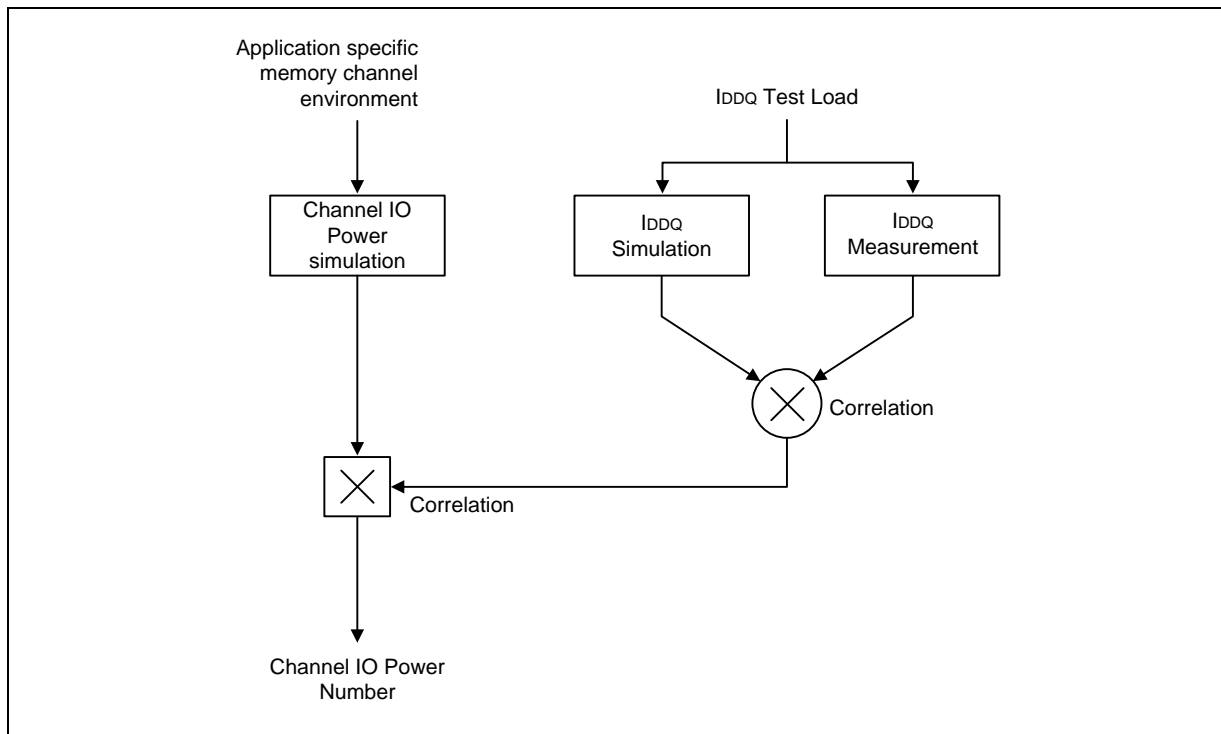 Application specific
memory channel
environment
IDDQ Test Load
Channel IO
Power
simulation
IDDQ
Simulation
IDDQ
Measurement
Correlation
Correlation
Channel IO Power
Number